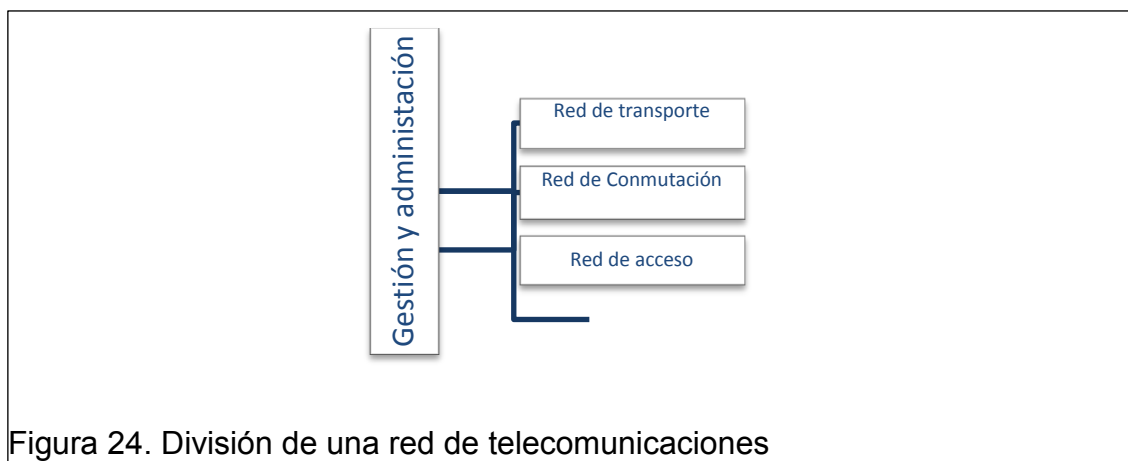 Gestión y administación
Red de transporte
Red de Conmutación
Red de acceso
Figura 24. División de una red de telecomunicaciones